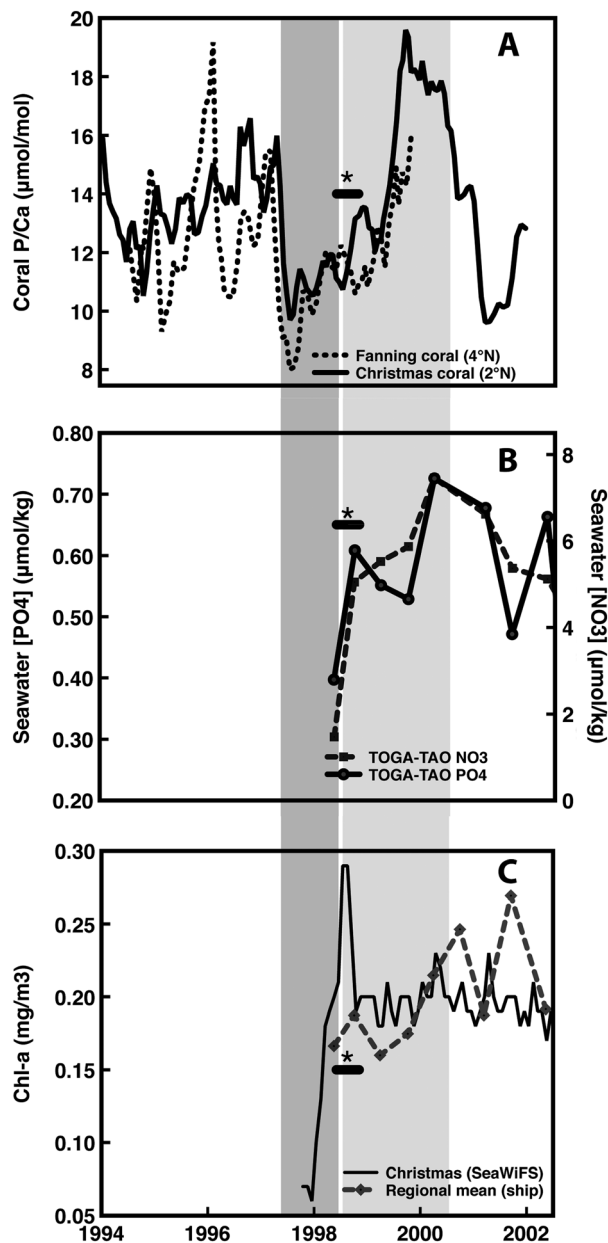 A
20
18
16
14
12
10
8
Coral P/Ca (µmol/mol)
*
Fanning coral (4°N)
Christmas coral (2°N)
B
0.80
0.70
0.60
0.50
0.40
0.30
0.20
Seawater [PO4] (µmol/kg)
8
6
4
2
0
Seawater [NO3] (µmol/kg)
*
TOGA-TAO NO3
TOGA-TAO PO4
C
0.30
0.25
0.20
0.15
0.10
0.05
Chl-a (mg/m3)
*
Christmas (SeaWiFS)
Regional mean (ship)
1994 1996 1998 2000 2002